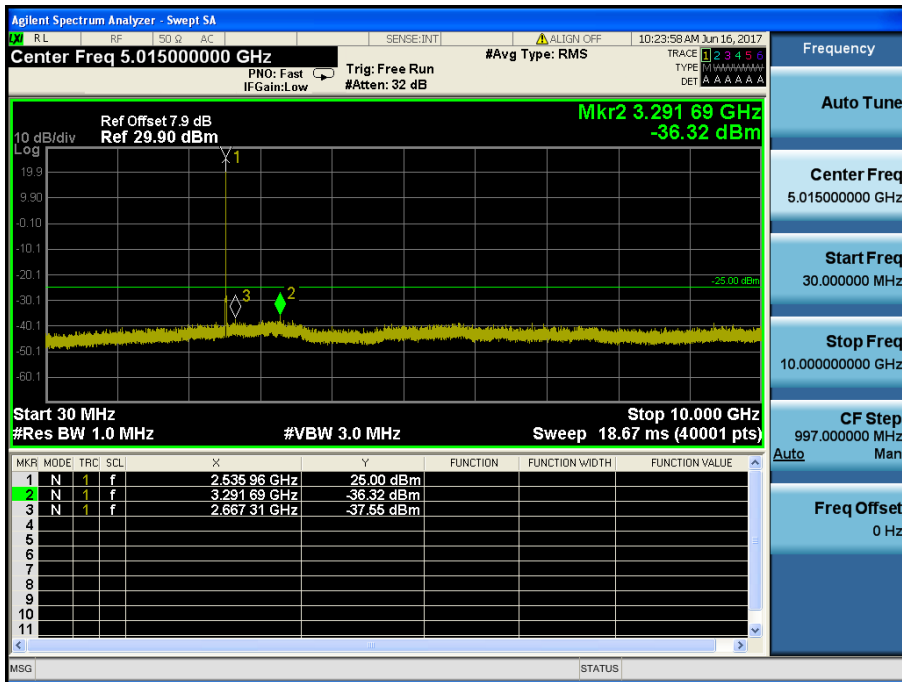 Agilent Spectrum Analyzer - Swept SA
LXI RL RF 50 Ω AC SENSE:INT ALIGN OFF 10:23:58 AM Jun 16, 2017
Center Freq 5.015000000 GHz
PNO: Fast
IFGain:Low
Trig: Free Run
#Atten: 32 dB
#Avg Type: RMS
TRACE 1 2 3 4 5 6
TYPE M WWWWW
DET A A A A A A
Mkr2 3.291 69 GHz
-36.32 dBm
Ref Offset 7.9 dB
10 dB/div Ref 29.90 dBm
Log
1
19.9
9.90
-0.10
-10.1
-20.1
-25.00 dBm
3 2
-30.1
-40.1
-50.1
-60.1
Start 30 MHz Stop 10.000 GHz
#Res BW 1.0 MHz #VBW 3.0 MHz Sweep 18.67 ms (40001 pts)
MKR MODE TRC SCL X Y FUNCTION FUNCTION WIDTH FUNCTION VALUE
1 N 1 f 2.535 96 GHz 25.00 dBm
2 N 1 f 3.291 69 GHz -36.32 dBm
3 N 1 f 2.667 31 GHz -37.55 dBm
4
5
6
7
8
9
10
11
MSG STATUS
Frequency
Auto Tune
Center Freq
5.015000000 GHz
Start Freq
30.000000 MHz
Stop Freq
10.000000000 GHz
CF Step
997.000000 MHz
Auto Man
Freq Offset
0 Hz